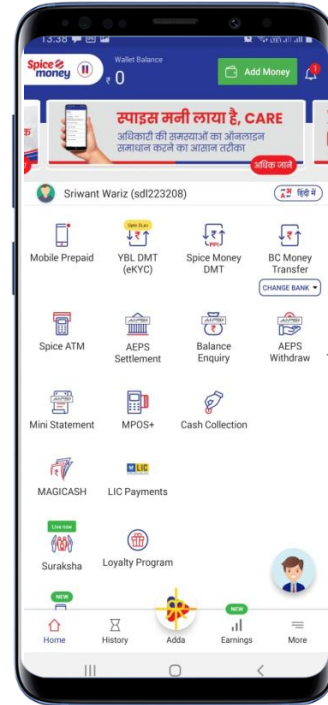 13:38
Spice
money
Wallet Balance
₹ 0
Add Money
1
स्पाइस मनी लाया है, CARE
अधिकारी की समस्याओं का ऑनलाइन
समाधान करने का आसान तरीका
अधिक जाने
Sriwant Wariz (sdl223208)
हिंदी में
Mobile Prepaid
YBL DMT
(eKYC)
Spice Money
DMT
BC Money
Transfer
CHANGE BANK
Spice ATM
AEPS
AEPS
Settlement
Balance
Enquiry
AEPS
Withdraw
Mini Statement
MPOS+
Cash Collection
MAGICASH
LIC
LIC Payments
Live now
Suraksha
Loyalty Program
NEW
NEW
Home
History
Adda
Earnings
More